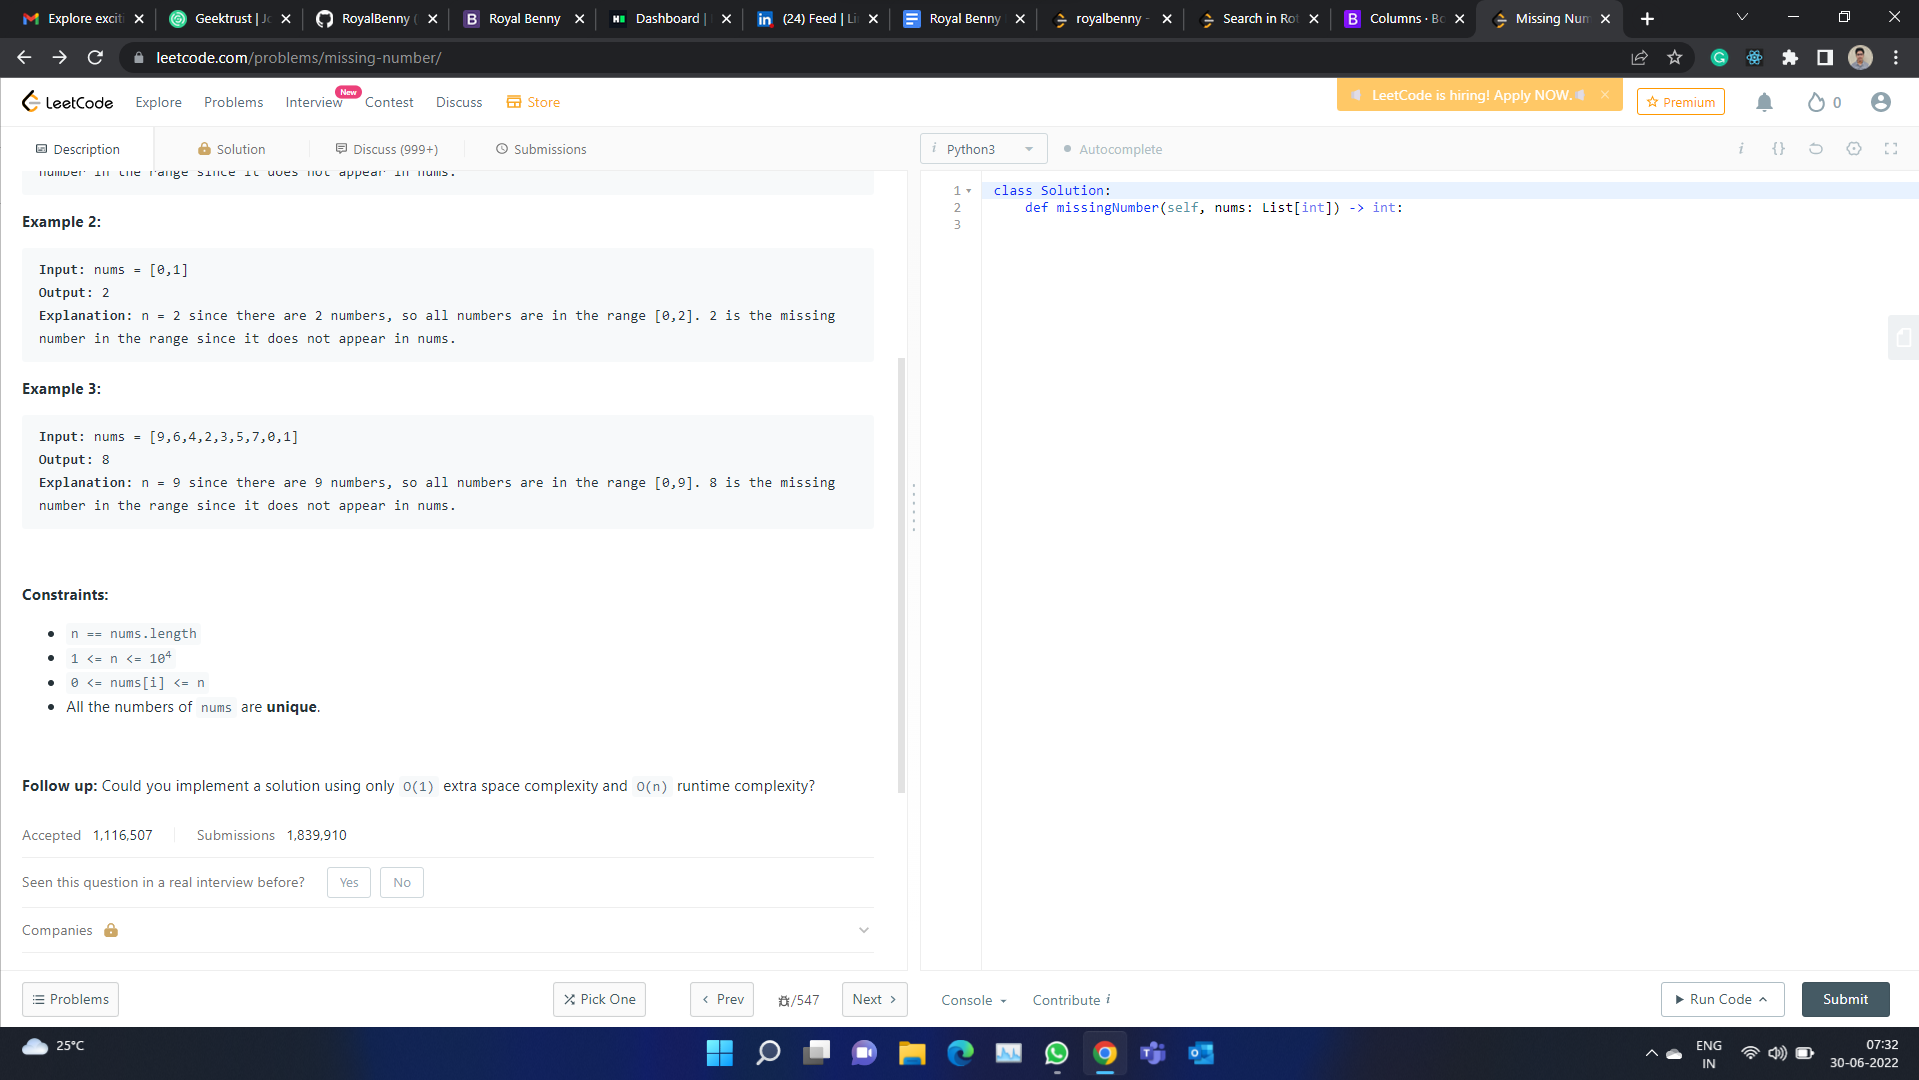 Explore exciti
Geektrust | Jo
RoyalBenny (
Royal Benny
Dashboard |
(24) Feed | Li
Royal Benny
royalbenny -
Search in Rot
Columns · Bo
Missing Num
leetcode.com/problems/missing-number/
LeetCode Explore Problems Interview New Contest Discuss Store
LeetCode is hiring! Apply NOW.
Premium
0
Description Solution Discuss (999+) Submissions
Python3
Autocomplete
number in the range since it does not appear in nums.
Example 2:
Input: nums = [0,1]
Output: 2
Explanation: n = 2 since there are 2 numbers, so all numbers are in the range [0,2]. 2 is the missing
number in the range since it does not appear in nums.
Example 3:
Input: nums = [9,6,4,2,3,5,7,0,1]
Output: 8
Explanation: n = 9 since there are 9 numbers, so all numbers are in the range [0,9]. 8 is the missing
number in the range since it does not appear in nums.
Constraints:
n == nums.length
1 <= n <= 10⁴
0 <= nums[i] <= n
All the numbers of nums are unique.
Follow up: Could you implement a solution using only O(1) extra space complexity and O(n) runtime complexity?
Accepted 1,116,507 Submissions 1,839,910
Seen this question in a real interview before? Yes No
Companies
1 class Solution:
2     def missingNumber(self, nums: List[int]) -> int:
3
Problems
Pick One
Prev
/547
Next
Console
Contribute i
Run Code
Submit
25°C
ENG
IN
07:32
30-06-2022